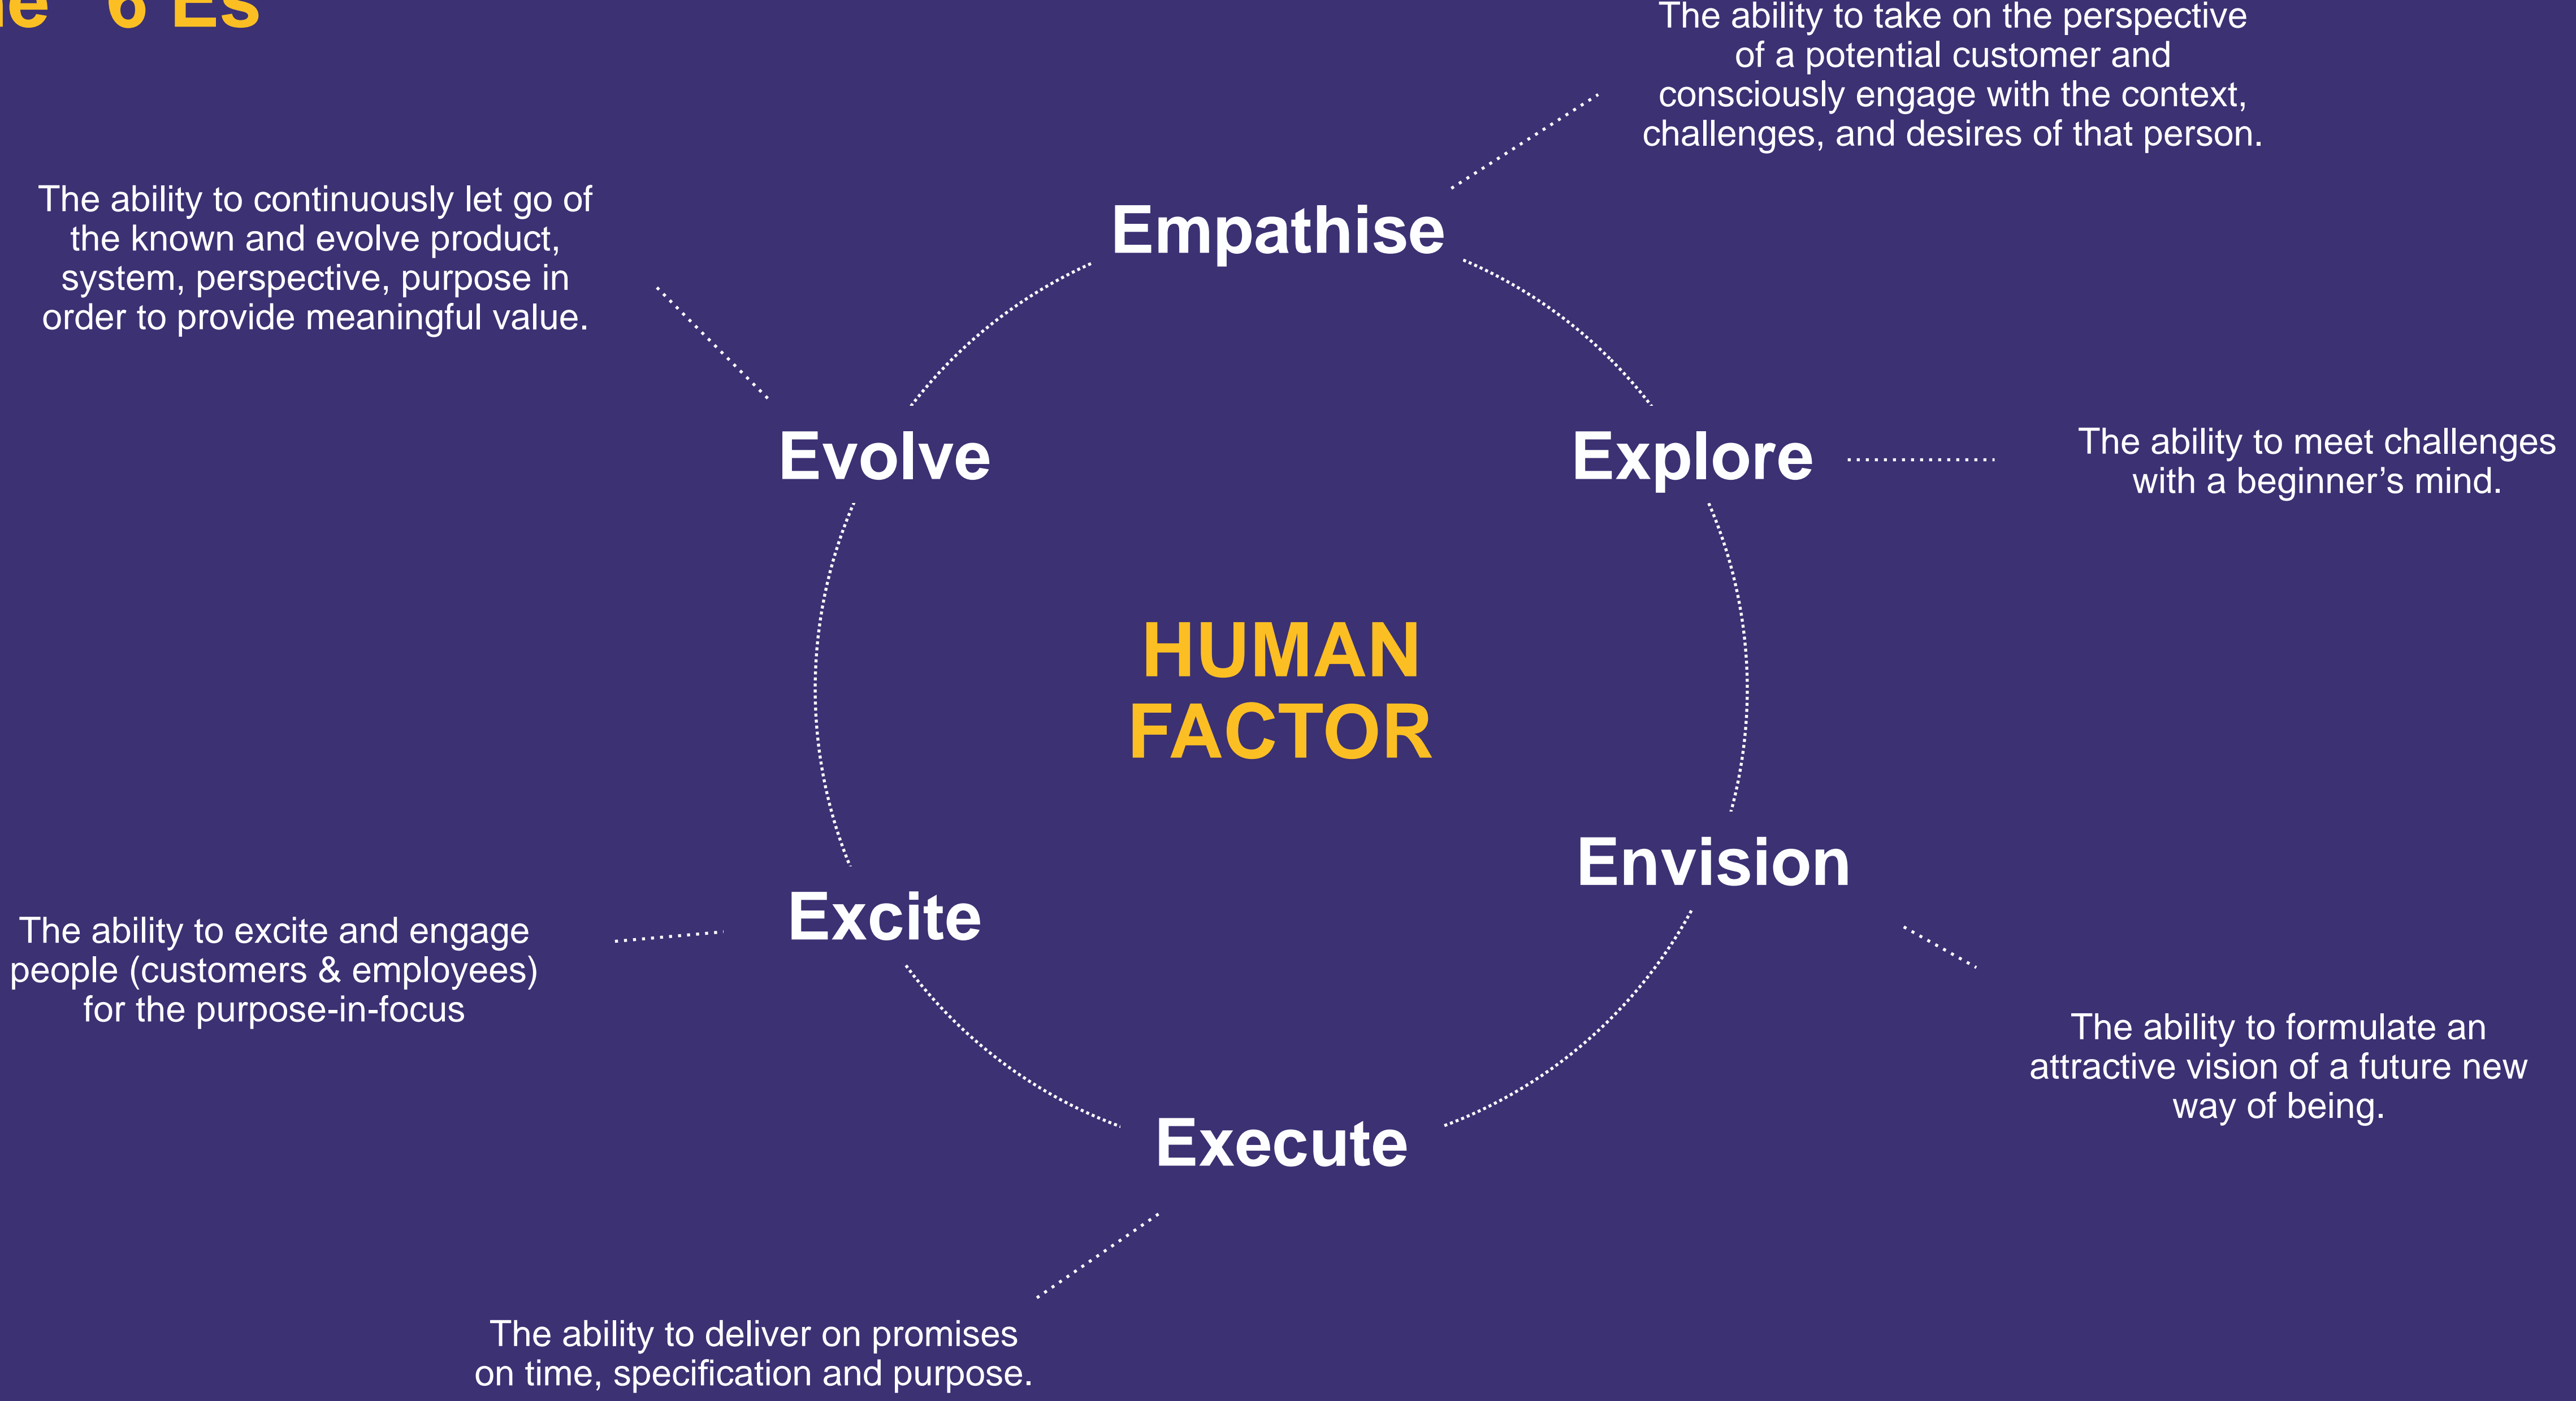 6 Es
The ability to take on the perspective
of a potential customer and
consciously engage with the context,
challenges, and desires of that person.
The ability to continuously let go of
the known and evolve product,
system, perspective, purpose in
order to provide meaningful value.
Empathise
Evolve
Explore
The ability to meet challenges
with a beginner’s mind.
HUMAN
FACTOR
Envision
Excite
The ability to excite and engage
people (customers & employees)
for the purpose-in-focus
The ability to formulate an
attractive vision of a future new
way of being.
Execute
The ability to deliver on promises
on time, specification and purpose.